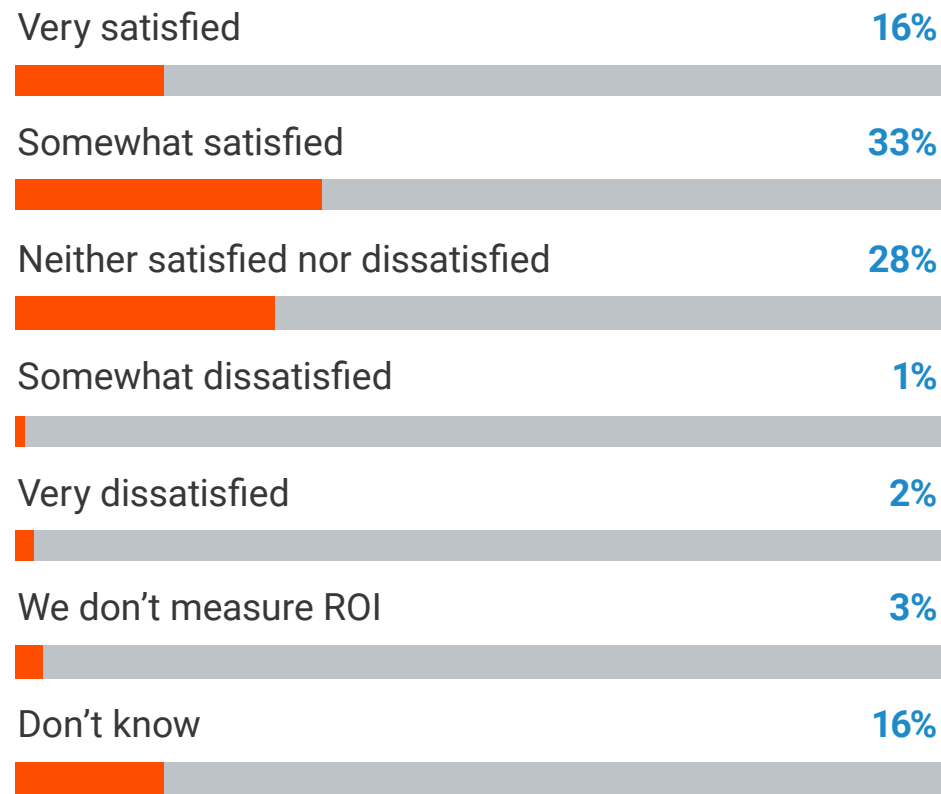 Very satisfied 16%
Somewhat satisfied 33%
Neither satisfied nor dissatisfied 28%
Somewhat dissatisfied 1%
Very dissatisfied 2%
We don’t measure ROI 3%
Don’t know 16%